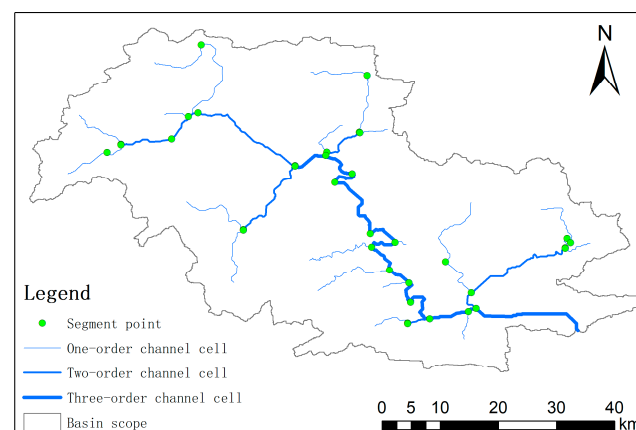 N
Legend
Segment point
One-order channel cell
Two-order channel cell
Three-order channel cell
Basin scope
0 5 10 20 30 40
km